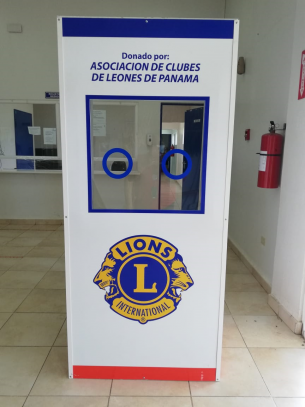 Donado por:
ASOCIACION DE CLUBES
DE LEONES DE PANAMA
LIONS
L
INTERNATIONAL